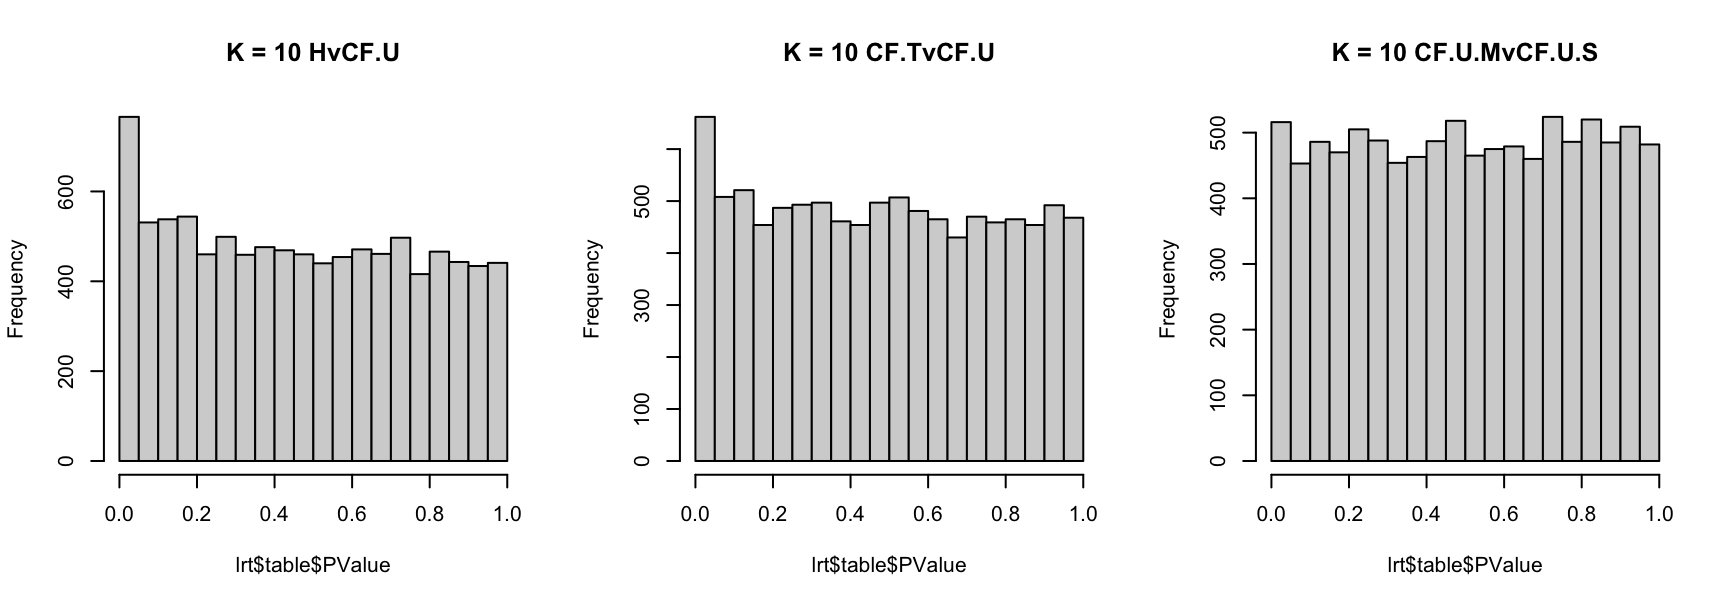 K = 10 HvCF.U
Frequency
0
200
400
600
0.0 0.2 0.4 0.6 0.8 1.0
lrt$table$PValue
K = 10 CF.TvCF.U
Frequency
0
100
300
500
0.0 0.2 0.4 0.6 0.8 1.0
lrt$table$PValue
K = 10 CF.U.MvCF.U.S
Frequency
0
100
200
300
400
500
0.0 0.2 0.4 0.6 0.8 1.0
lrt$table$PValue